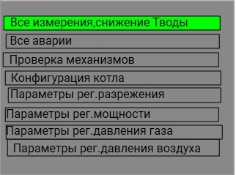 Все измерения,снижение Тводы
Все аварии
Проверка механизмов
Конфигурация котла
Параметры рег.разрежения
Параметры рег.мощности
Параметры рег.давления газа
Параметры рег.давления воздуха